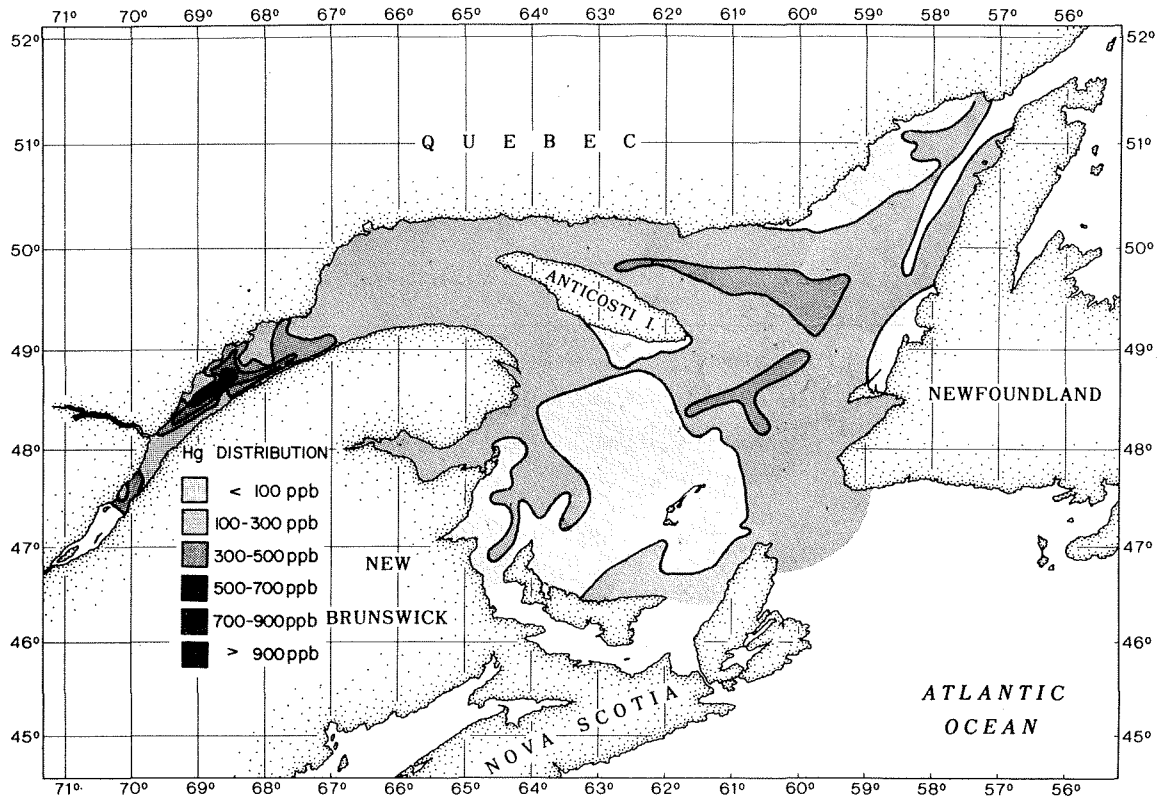 71° 70° 69° 68° 67° 66° 65° 64° 63° 62° 61° 60° 59° 58° 57° 56°
52° 52°
51° QUEBEC 51°
50° 50°
ANTICOSTI I.
49° 49°
NEWFOUNDLAND
48° 48°
Hg DISTRIBUTION
< 100 ppb
100-300 ppb
300-500 ppb
500-700 ppb
700-900 ppb
> 900 ppb
47° 47°
NEW
BRUNSWICK
46° 46°
NOVA SCOTIA
ATLANTIC
OCEAN
45° 45°
71° 70° 69° 68° 67° 66° 65° 64° 63° 62° 61° 60° 59° 58° 57° 56°